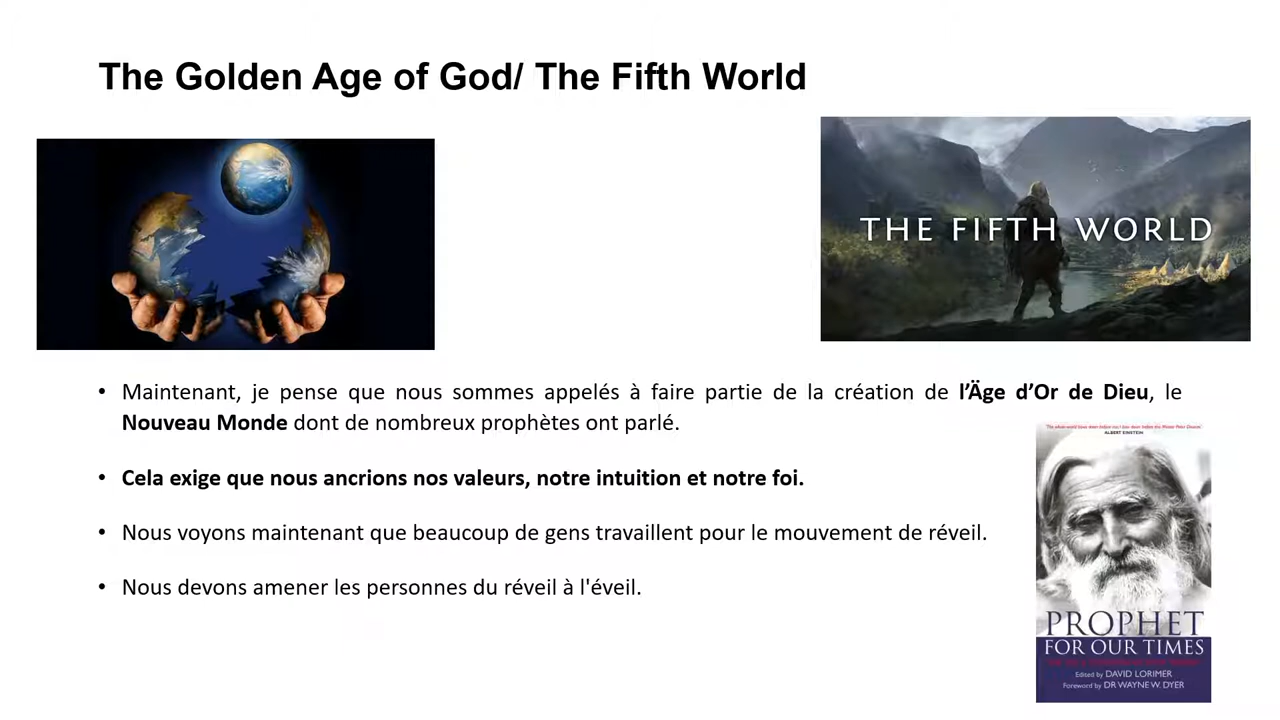 The Golden Age of God/ The Fifth World
THE FIFTH WORLD
• Maintenant, je pense que nous sommes appelés à faire partie de la création de l’Äge d’Or de Dieu, le
Nouveau Monde dont de nombreux prophètes ont parlé.
• Cela exige que nous ancrions nos valeurs, notre intuition et notre foi.
• Nous voyons maintenant que beaucoup de gens travaillent pour le mouvement de réveil.
• Nous devons amener les personnes du réveil à l'éveil.
ALBERT EINSTEIN
PROPHET
FOR OUR TIMES
Edited by DAVID LORIMER
Foreword by DR WAYNE W. DYER